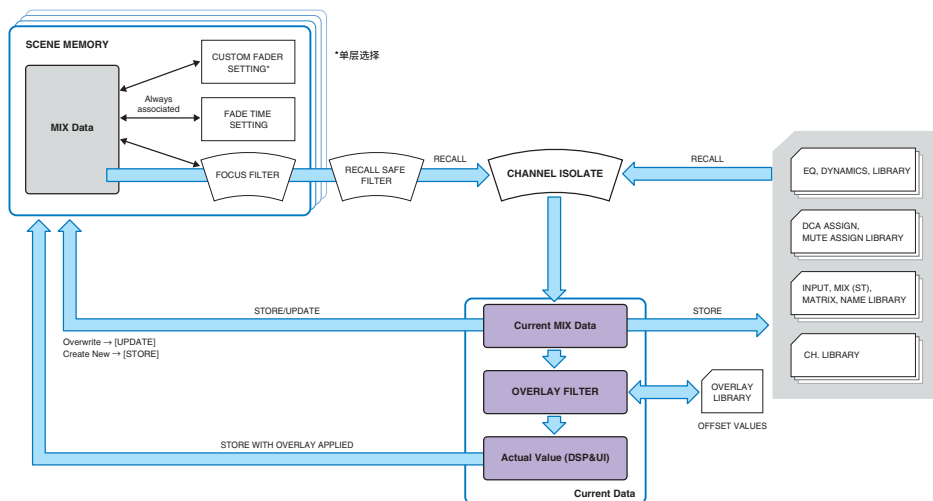 SCENE MEMORY
CUSTOM FADER
SETTING*
*单层选择
Always
associated
MIX Data
FADE TIME
SETTING
FOCUS FILTER
RECALL SAFE
FILTER
RECALL
CHANNEL ISOLATE
RECALL
EQ, DYNAMICS, LIBRARY
DCA ASSIGN,
MUTE ASSIGN LIBRARY
INPUT, MIX (ST),
MATRIX, NAME LIBRARY
CH. LIBRARY
STORE/UPDATE
Overwrite → [UPDATE]
Create New → [STORE]
Current MIX Data
STORE
OVERLAY FILTER
OVERLAY
LIBRARY
OFFSET VALUES
STORE WITH OVERLAY APPLIED
Actual Value (DSP&UI)
Current Data